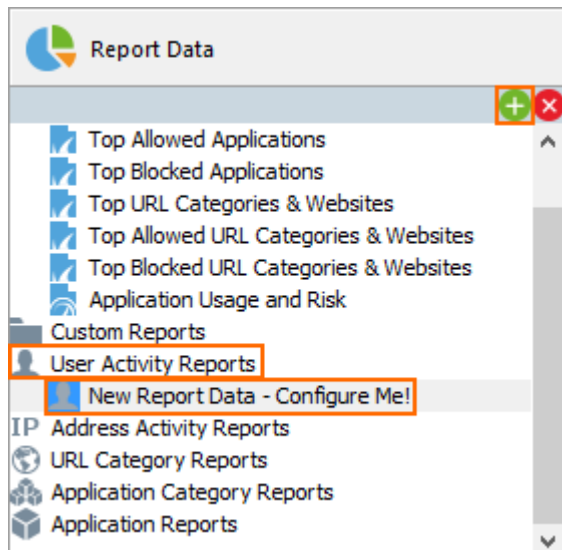 Report Data
Top Allowed Applications
Top Blocked Applications
Top URL Categories & Websites
Top Allowed URL Categories & Websites
Top Blocked URL Categories & Websites
Application Usage and Risk
Custom Reports
User Activity Reports
New Report Data - Configure Me!
IP Address Activity Reports
URL Category Reports
Application Category Reports
Application Reports